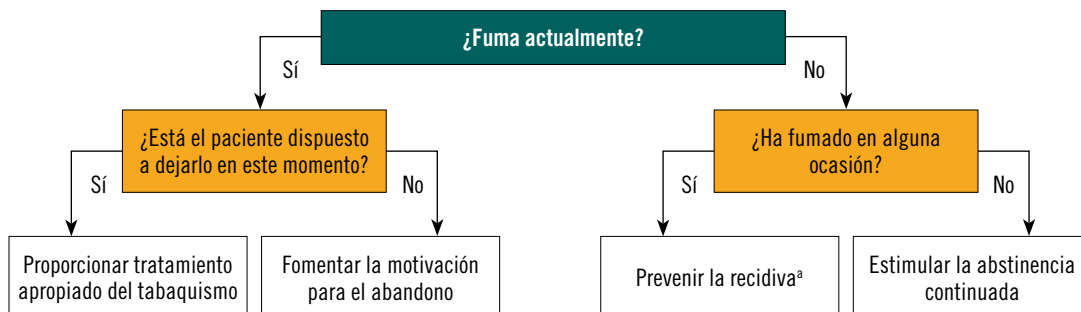 ¿Fuma actualmente?
Sí
No
¿Está el paciente dispuesto
a dejarlo en este momento?
¿Ha fumado en alguna
ocasión?
Sí
No
Sí
No
Proporcionar tratamiento
apropiado del tabaquismo
Fomentar la motivación
para el abandono
Prevenir la recidivaᵃ
Estimular la abstinencia
continuada